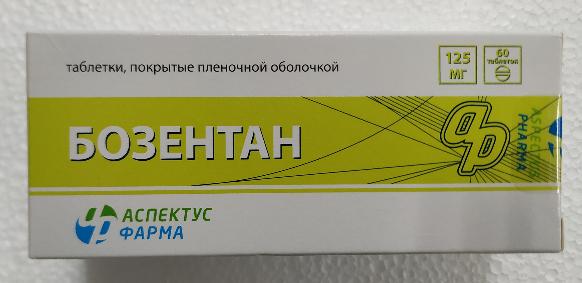 таблетки, покрытые пленочной оболочкой
125
МГ
60
таблеток
БОЗЕНТАН
ASPECTUS
PHARMA
АСПЕКТУС
ФАРМА